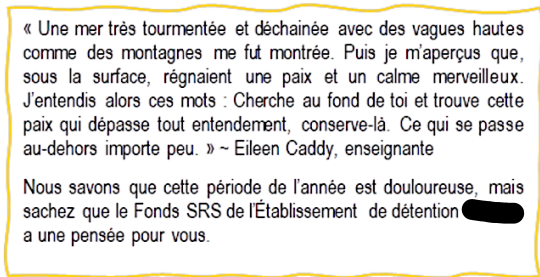 « Une mer très tourmentée et déchainée avec des vagues hautes
comme des montagnes me fut montrée. Puis je m'aperçus que,
sous la surface, régnaient une paix et un calme merveilleux.
J'entendis alors ces mots : Cherche au fond de toi et trouve cette
paix qui dépasse tout entendement, conserve-là. Ce qui se passe
au-dehors importe peu. » ~ Eileen Caddy, enseignante
Nous savons que cette période de l'année est douloureuse, mais
sachez que le Fonds SRS de l'Établissement de détention
a une pensée pour vous.